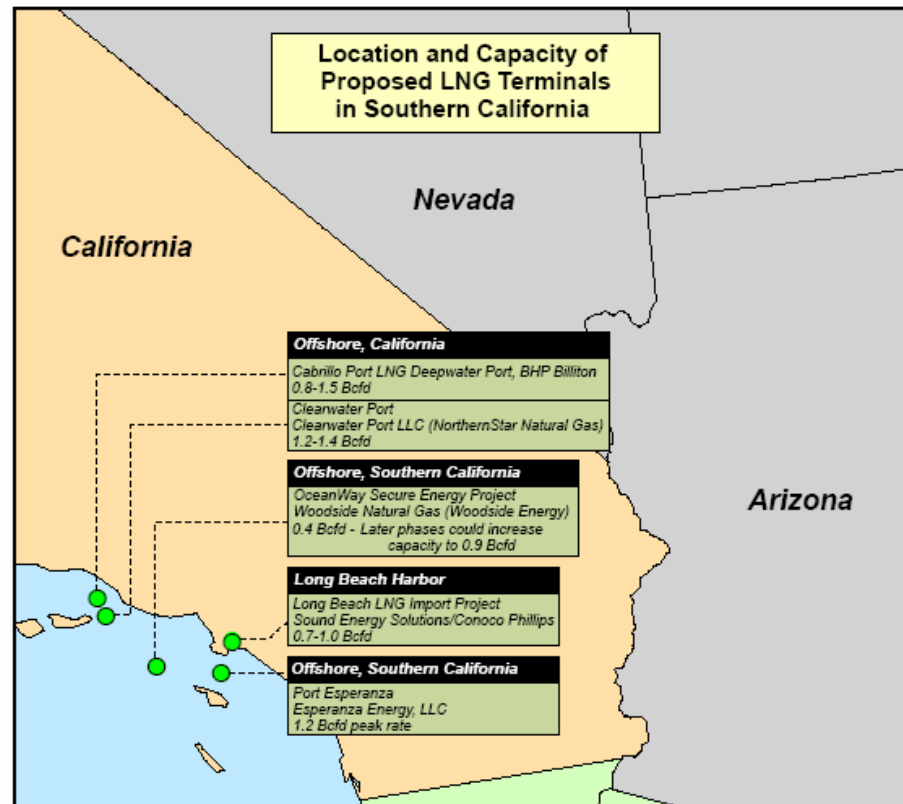 Location and Capacity of
Proposed LNG Terminals
in Southern California
Nevada
California
Arizona
Offshore, California
Cabrillo Port LNG Deepwater Port, BHP Billiton
0.8-1.5 Bcfd
Clearwater Port
Clearwater Port LLC (NorthernStar Natural Gas)
1.2-1.4 Bcfd
Offshore, Southern California
OceanWay Secure Energy Project
Woodside Natural Gas (Woodside Energy)
0.4 Bcfd - Later phases could increase
capacity to 0.9 Bcfd
Long Beach Harbor
Long Beach LNG Import Project
Sound Energy Solutions/Conoco Phillips
0.7-1.0 Bcfd
Offshore, Southern California
Port Esperanza
Esperanza Energy, LLC
1.2 Bcfd peak rate